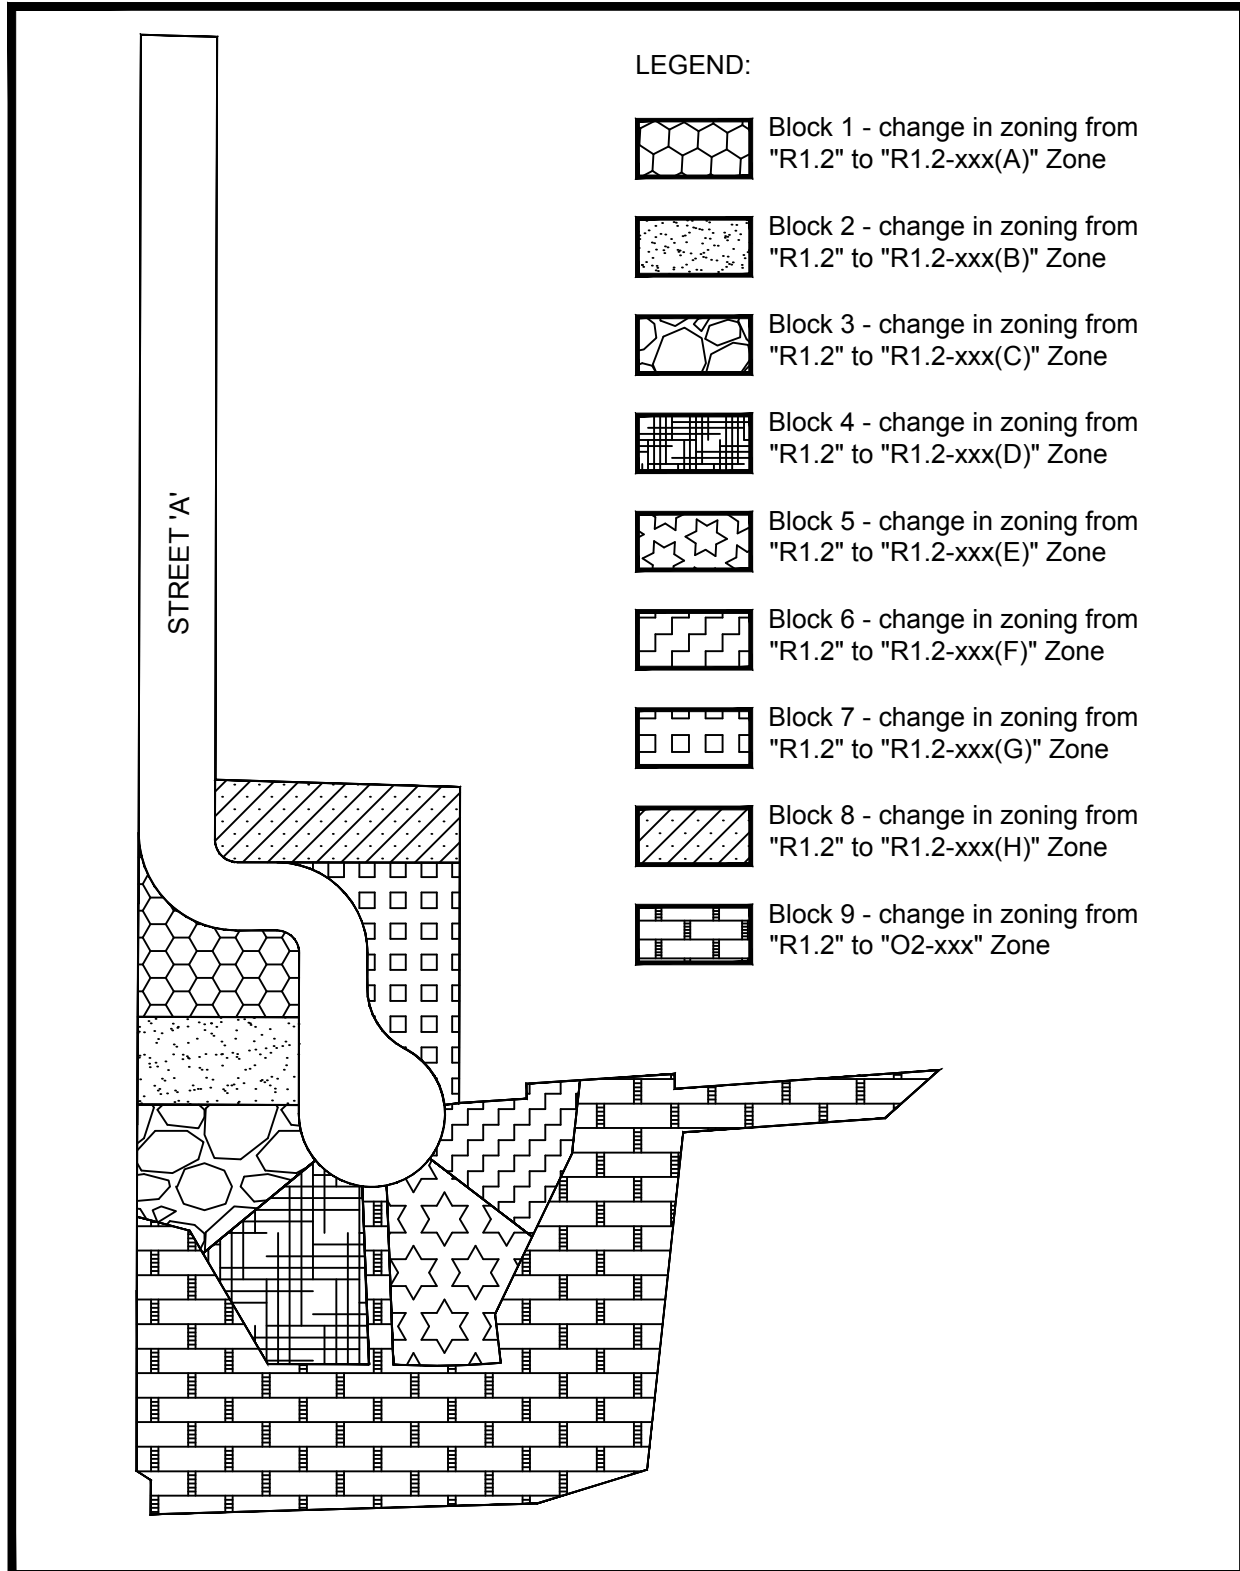 LEGEND:
Block 1 - change in zoning from
"R1.2" to "R1.2-xxx(A)" Zone
Block 2 - change in zoning from
"R1.2" to "R1.2-xxx(B)" Zone
Block 3 - change in zoning from
"R1.2" to "R1.2-xxx(C)" Zone
Block 4 - change in zoning from
"R1.2" to "R1.2-xxx(D)" Zone
Block 5 - change in zoning from
"R1.2" to "R1.2-xxx(E)" Zone
Block 6 - change in zoning from
"R1.2" to "R1.2-xxx(F)" Zone
Block 7 - change in zoning from
"R1.2" to "R1.2-xxx(G)" Zone
Block 8 - change in zoning from
"R1.2" to "R1.2-xxx(H)" Zone
Block 9 - change in zoning from
"R1.2" to "O2-xxx" Zone
STREET 'A'